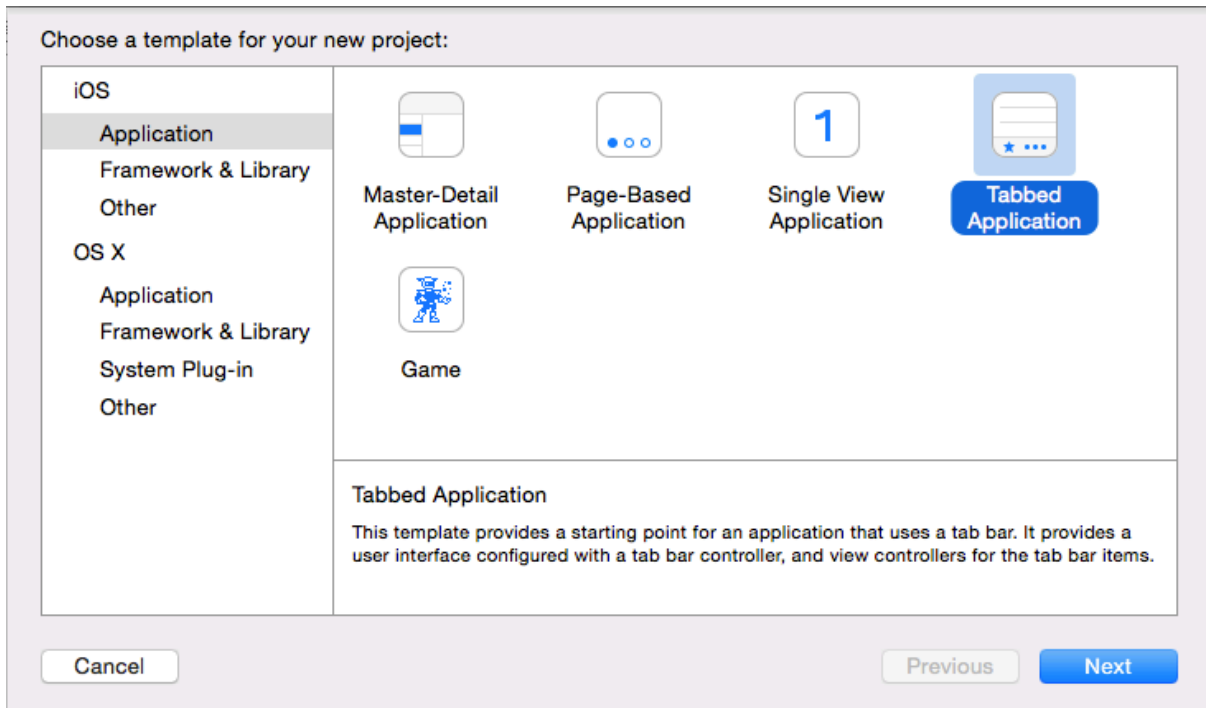 Choose a template for your new project:
iOS
Application
Framework & Library
Other
OS X
Application
Framework & Library
System Plug-in
Other
Master-Detail
Application
Page-Based
Application
1
Single View
Application
Tabbed
Application
Game
Tabbed Application
This template provides a starting point for an application that uses a tab bar. It provides a
user interface configured with a tab bar controller, and view controllers for the tab bar items.
Cancel
Previous
Next